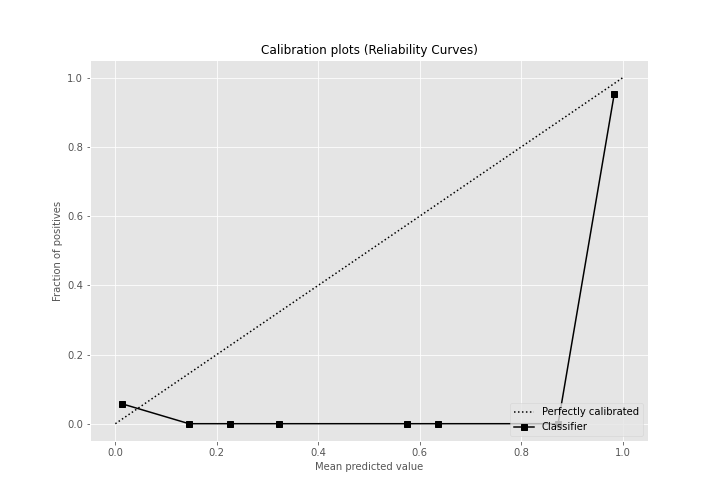 Calibration plots (Reliability Curves)
1.0
0.8
0.6
0.4
0.2
0.0
Fraction of positives
Perfectly calibrated
Classifier
0.0 0.2 0.4 0.6 0.8 1.0
Mean predicted value